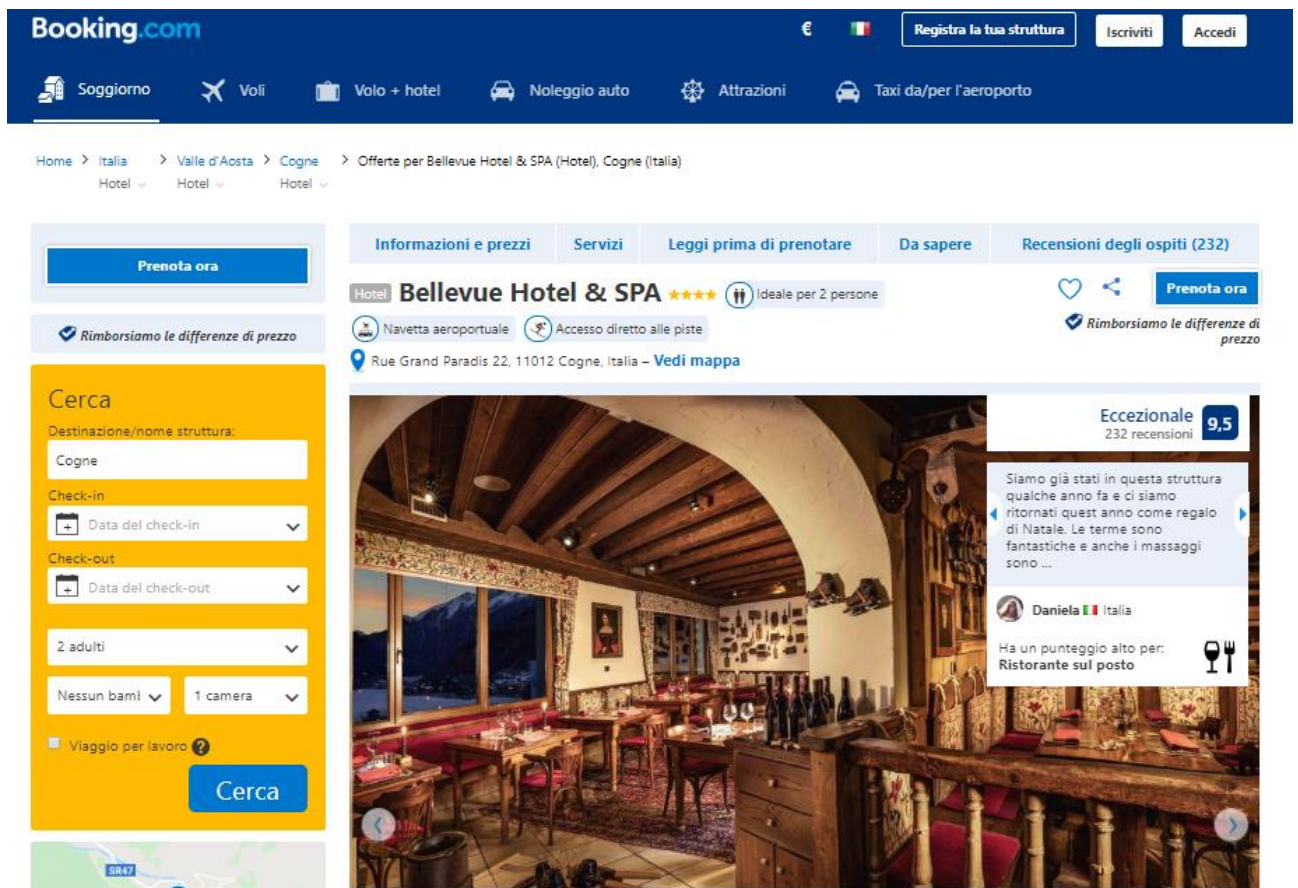 Booking.com
€
Registra la tua struttura
Iscriviti
Accedi
Soggiorno
Voli
Volo + hotel
Noleggio auto
Attrazioni
Taxi da/per l'aeroporto
Home > Italia > Valle d'Aosta > Cogne > Offerte per Bellevue Hotel & SPA (Hotel), Cogne (Italia)
Hotel Hotel Hotel
Prenota ora
Rimborsiamo le differenze di prezzo
Cerca
Destinazione/nome struttura:
Cogne
Check-in
Data del check-in
Check-out
Data del check-out
2 adulti
Nessun bambi
1 camera
Viaggio per lavoro ?
Cerca
SR47
Informazioni e prezzi
Servizi
Leggi prima di prenotare
Da sapere
Recensioni degli ospiti (232)
Hotel Bellevue Hotel & SPA
Ideale per 2 persone
Prenota ora
Navetta aeroportuale
Accesso diretto alle piste
Rimborsiamo le differenze di
prezzo
Rue Grand Paradis 22, 11012 Cogne, Italia – Vedi mappa
Eccezionale
232 recensioni
9,5
Siamo già stati in questa struttura
qualche anno fa e ci siamo
ritornati quest anno come regalo
di Natale. Le terme sono
fantastiche e anche i massaggi
sono ...
Daniela Italia
Ha un punteggio alto per:
Ristorante sul posto